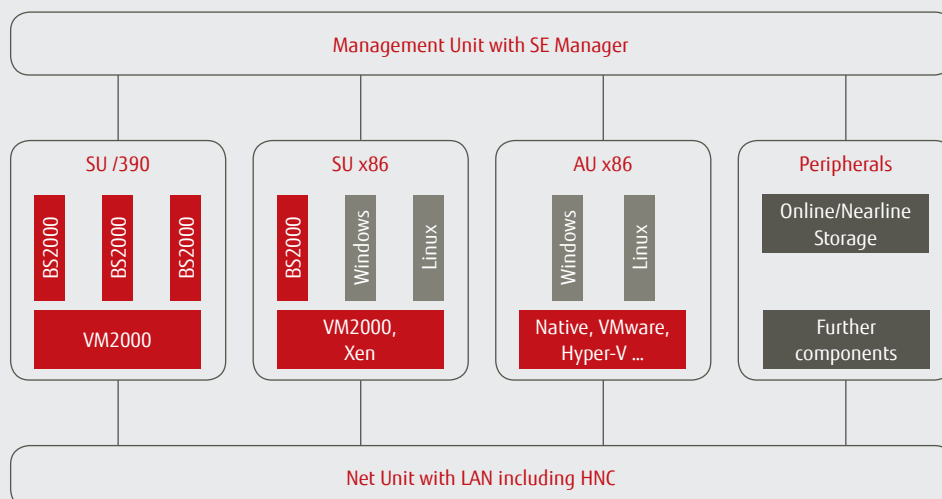 Management Unit with SE Manager
SU /390
BS2000
BS2000
BS2000
VM2000
SU x86
BS2000
Windows
Linux
VM2000,
Xen
AU x86
Windows
Linux
Native, VMware,
Hyper-V ...
Peripherals
Online/Nearline
Storage
Further
components
Net Unit with LAN including HNC